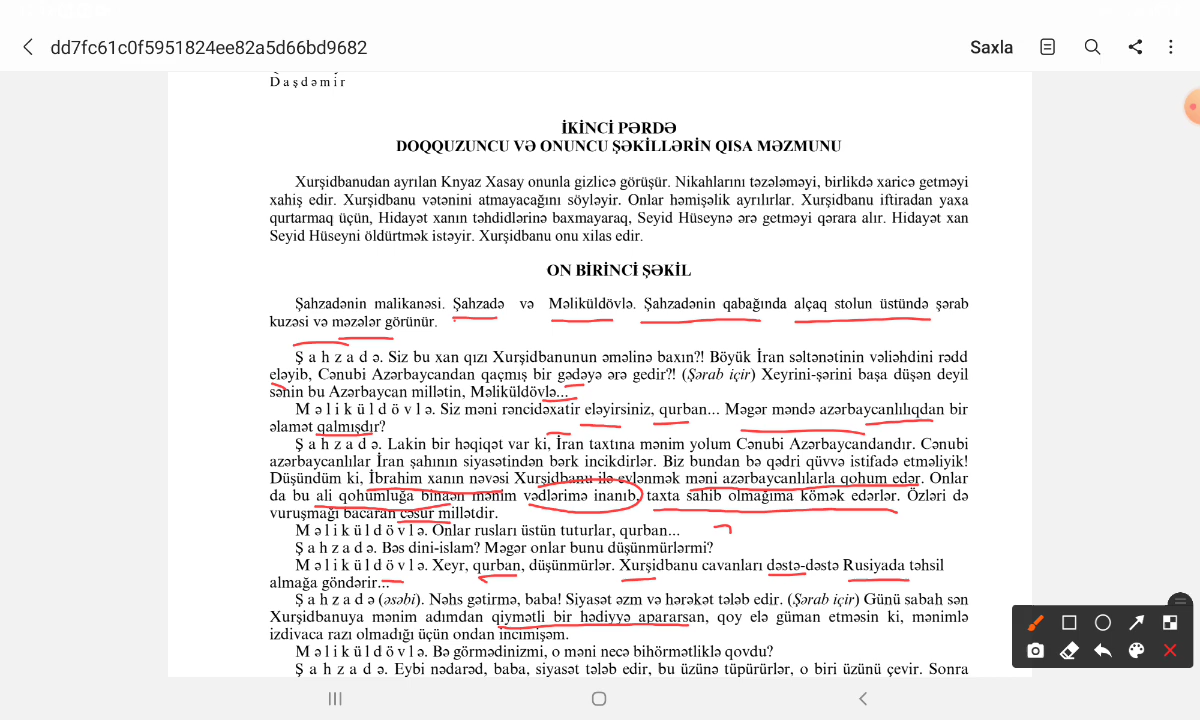 dd7fc61c0f5951824ee82a5d66bd9682
Saxla
Daşdəmir
İKİNCİ PƏRDƏ
DOQQUZUNCU VƏ ONUNCU ŞƏKİLLƏRİN QISA MƏZMUNU
Xurşidbanudan ayrılan Knyaz Xasay onunla gizlicə görüşür. Nikahlarını təzələməyi, birlikdə xaricə getməyi
xahiş edir. Xurşidbanu vətənini atmayacağını söyləyir. Onlar həmişəlik ayrılırlar. Xurşidbanu iftiradan yaxa
qurtarmaq üçün, Hidayət xanın təhdidlərinə baxmayaraq, Seyid Hüseynə ərə getməyi qərara alır. Hidayət xan
Seyid Hüseyni öldürtmək istəyir. Xurşidbanu onu xilas edir.
ON BİRİNCİ ŞƏKİL
Şahzadənin malikanəsi. Şahzadə və Məliküldövlə. Şahzadənin qabağında alçaq stolun üstündə şərab
kuzəsi və məzələr görünür.
Ş a h z a d ə. Siz bu xan qızı Xurşidbanunun əməlinə baxın?! Böyük İran səltənətinin vəliəhdini rədd
eləyib, Cənubi Azərbaycandan qaçmış bir gədəyə ərə gedir?! (Şərab içir) Xeyrini-şərini başa düşən deyil
sənin bu Azərbaycan millətin, Məliküldövlə...
M ə l i k ü l d ö v l ə. Siz məni rəncidəxatir eləyirsiniz, qurban... Məgər məndə azərbaycanlılıqdan bir
əlamət qalmışdır?
Ş a h z a d ə. Lakin bir həqiqət var ki, İran taxtına mənim yolum Cənubi Azərbaycandandır. Cənubi
azərbaycanlılar İran şahının siyasətindən bərk incikdirlər. Biz bundan bə qədri qüvvə istifadə etməliyik!
Düşündüm ki, İbrahim xanın nəvəsi Xurşidbanu ilə evlənmək məni azərbaycanlılarla qohum edər. Onlar
da bu ali qohumluğa binaən mənim vədlərimə inanıb, taxta sahib olmağıma kömək edərlər. Özləri də
vuruşmağı bacaran cəsur millətdir.
M ə l i k ü l d ö v l ə. Onlar rusları üstün tuturlar, qurban...
Ş a h z a d ə. Bəs dini-islam? Məgər onlar bunu düşünmürlərmi?
M ə l i k ü l d ö v l ə. Xeyr, qurban, düşünmürlər. Xurşidbanu cavanları dəstə-dəstə Rusiyada təhsil
almağa göndərir...
Ş a h z a d ə (əsəbi). Nəhs gətirmə, baba! Siyasət əzm və hərəkət tələb edir. (Şərab içir) Günü sabah sən
Xurşidbanuya mənim adımdan qiymətli bir hədiyyə apararsan, qoy elə güman etməsin ki, mənimlə
izdivaca razı olmadığı üçün ondan incimişəm.
M ə l i k ü l d ö v l ə. Bə görmədinizmi, o məni necə bihörmətliklə qovdu?
Ş a h z a d ə. Eybi nədarəd, baba, siyasət tələb edir, bu üzünə tüpürürlər, o biri üzünü çevir. Sonra